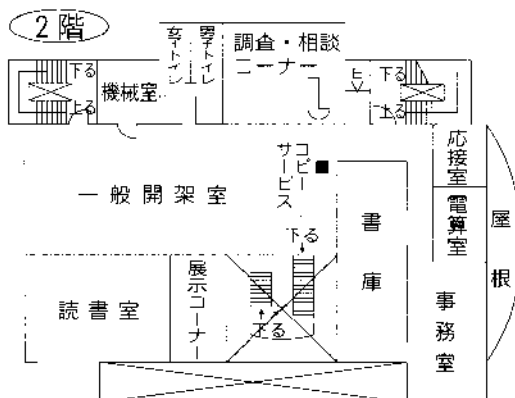 2階
女子トイレ
男子トイレ
調査・相談
コーナー
下る
上る
機械室
EV
下る
上る
応接室
コピー
サービス
一般開架室
電算室
屋根
書庫
下る
展示コーナー
読書室
下る
事務室